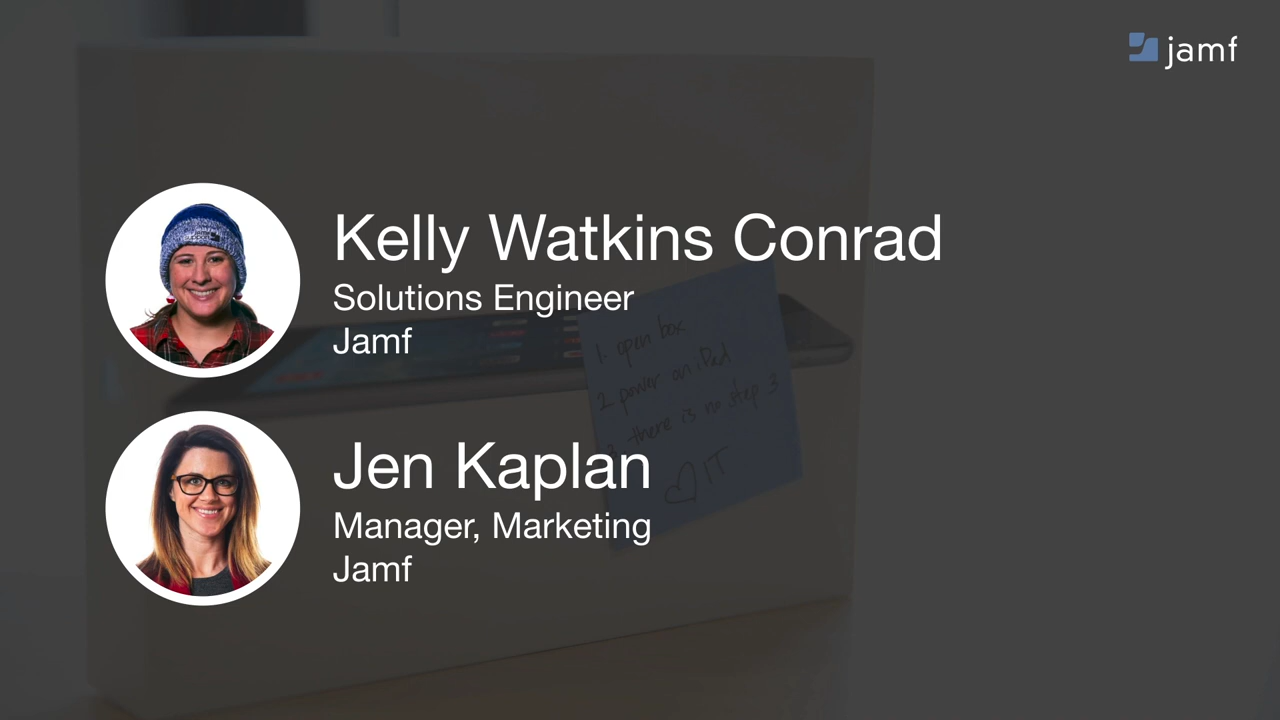 jamf
Kelly Watkins Conrad
Solutions Engineer
Jamf
1. open box
2. power on iPad
there is no step 3
♡ IT
Jen Kaplan
Manager, Marketing
Jamf